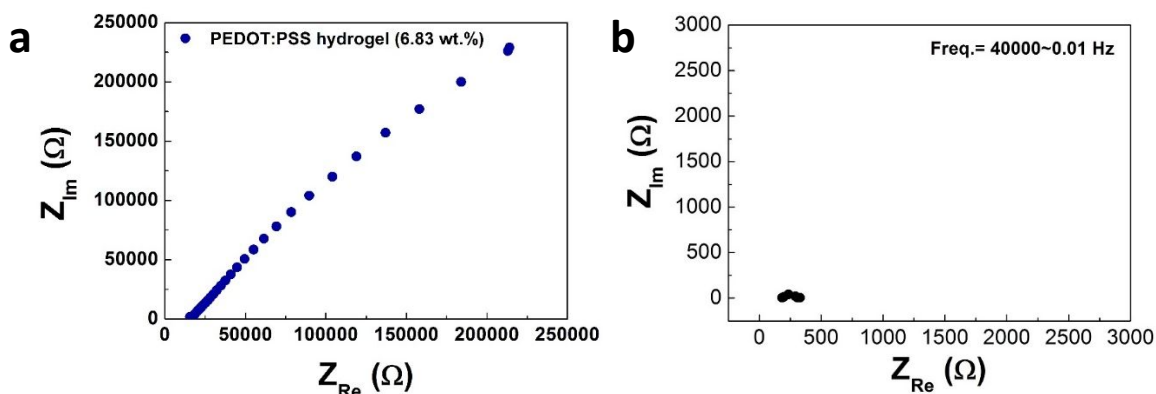 a
PEDOT:PSS hydrogel (6.83 wt.%)
250000
200000
150000
100000
50000
0
Z_Im (Ω)
0 50000 100000 150000 200000 250000
Z_Re (Ω)
b
Freq.= 40000~0.01 Hz
3000
2500
2000
1500
1000
500
0
Z_Im (Ω)
0 500 1000 1500 2000 2500 3000
Z_Re (Ω)